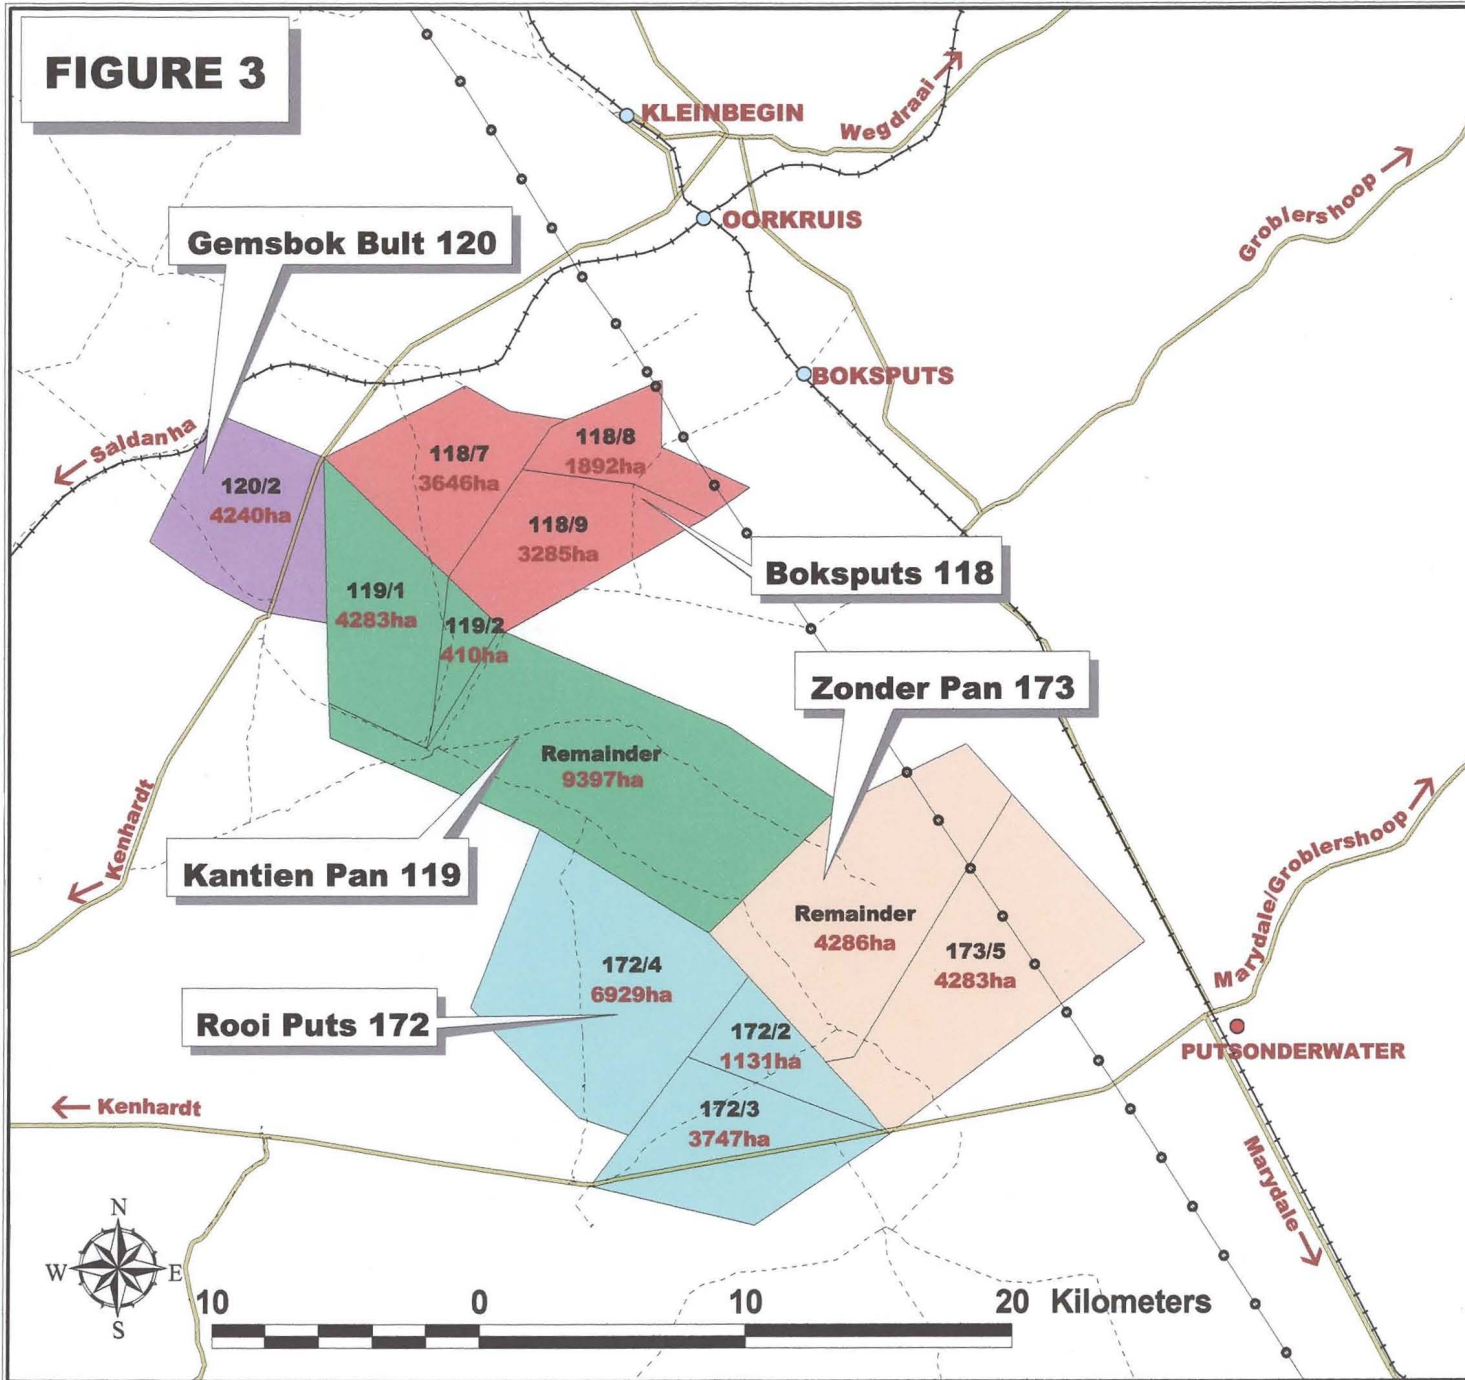 FIGURE 3
KLEINBEGIN
Wegdraai
Groblershoop
OORKRUIS
Gemsbok Bult 120
BOKSPUTS
Saldanha
118/7
3646ha
118/8
1892ha
120/2
4240ha
118/9
3285ha
Boksputs 118
119/1
4283ha
119/2
410ha
Zonder Pan 173
Remainder
9397ha
Kenhardt
Marydale/Groblershoop
Kantien Pan 119
Remainder
4286ha
173/5
4283ha
172/4
6929ha
Rooi Puts 172
172/2
1131ha
PUTSONDERWATER
Kenhardt
172/3
3747ha
Marydale
N
W
E
S
10 0 10 20 Kilometers